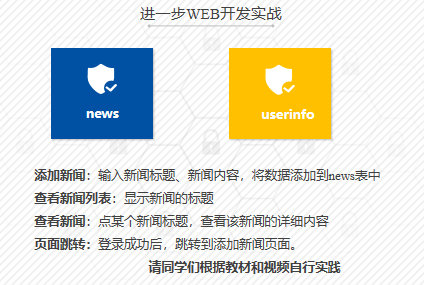 进一步WEB开发实战
news
userinfo
添加新闻：输入新闻标题、新闻内容，将数据添加到news表中
查看新闻列表：显示新闻的标题
查看新闻：点某个新闻标题，查看该新闻的详细内容
页面跳转：登录成功后，跳转到添加新闻页面。
请同学们根据教材和视频自行实践